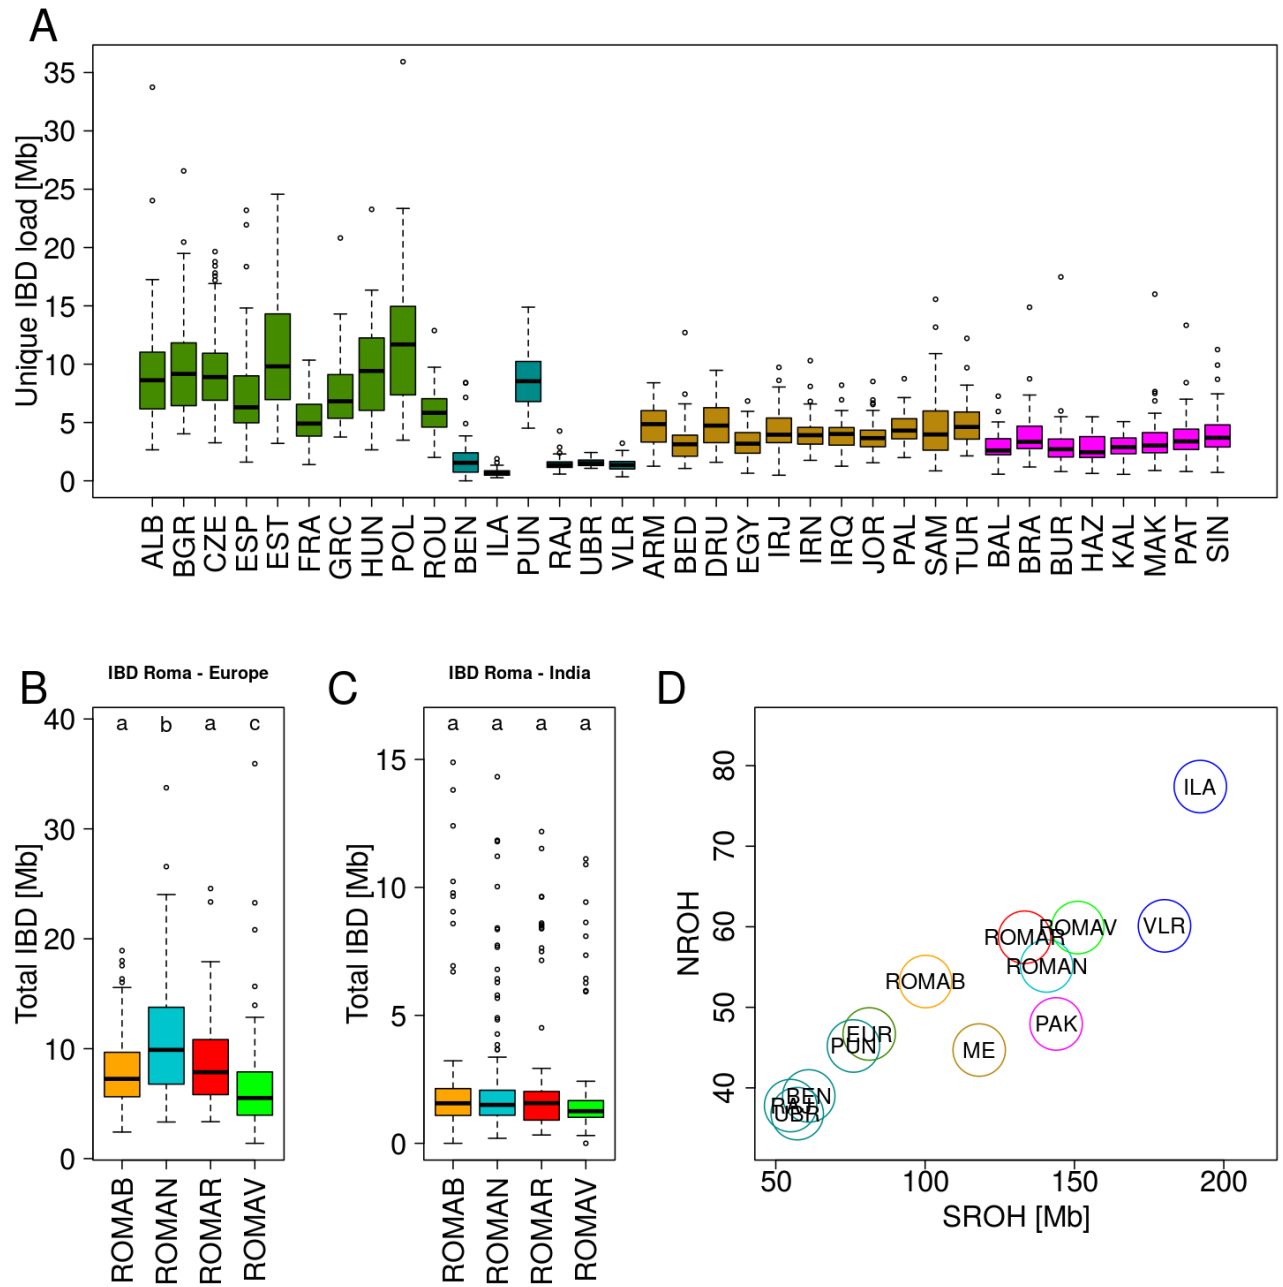 A
Unique IBD load [Mb]
35
30
25
20
15
10
5
0
ALB BGR CZE ESP EST FRA GRC HUN POL ROU BEN ILA PUN RAJ UBR VLR ARM BED DRU EGY IRJ IRN IRQ JOR PAL SAM TUR BAL BRA BUR HAZ KAL MAK PAT SIN
B
IBD Roma - Europe
a b a c
Total IBD [Mb]
40
30
20
10
0
ROMAB ROMAN ROMAR ROMAV
C
IBD Roma - India
a a a a
Total IBD [Mb]
15
10
5
0
ROMAB ROMAN ROMAR ROMAV
D
NROH
80
70
60
50
40
ILA
VLR
ROMAV
ROMAR
ROMAN
ROMAB
PAK
ME
EUR
PUN
BEN
RAJ
UBR
50 100 150 200
SROH [Mb]